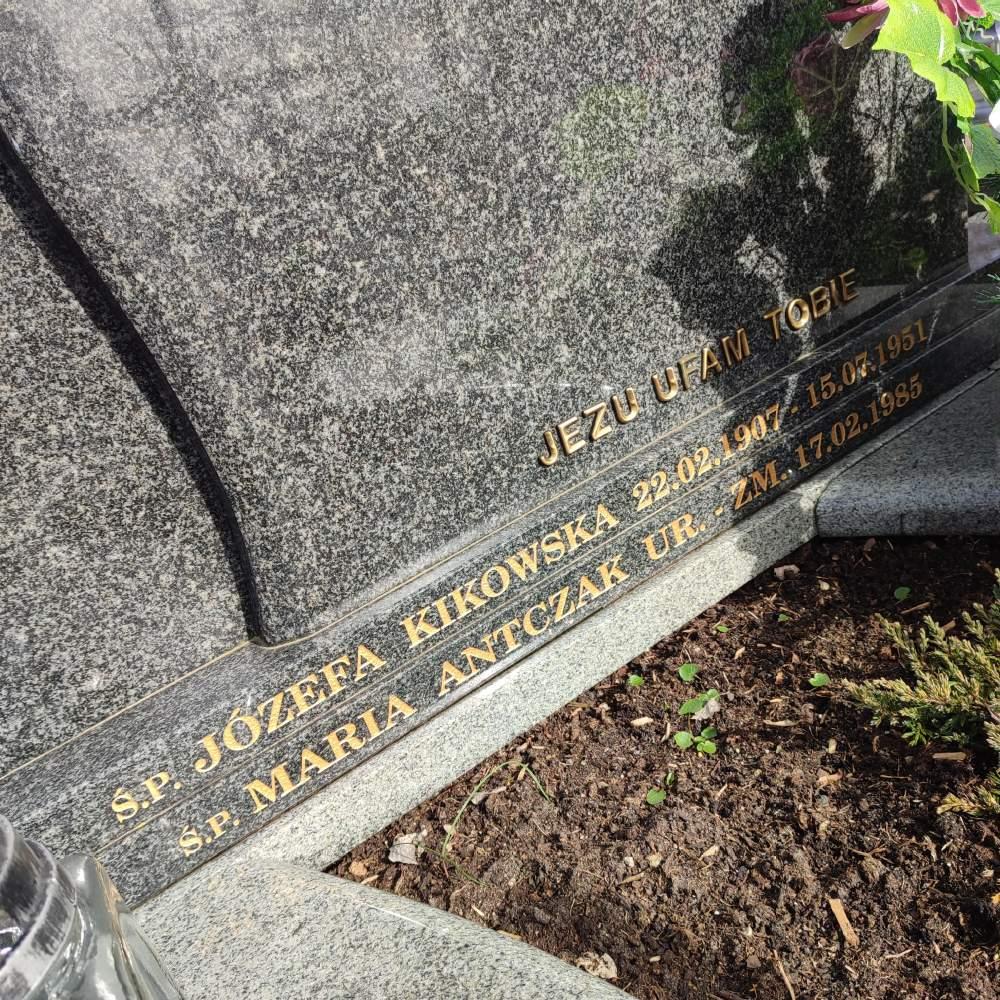 JEZU UFAM TOBIE
Ś.P. JÓZEFA KIKOWSKA 22.02.1907 - 15.07.1951
Ś.P. MARIA ANTCZAK UR. - ZM. 17.02.1985